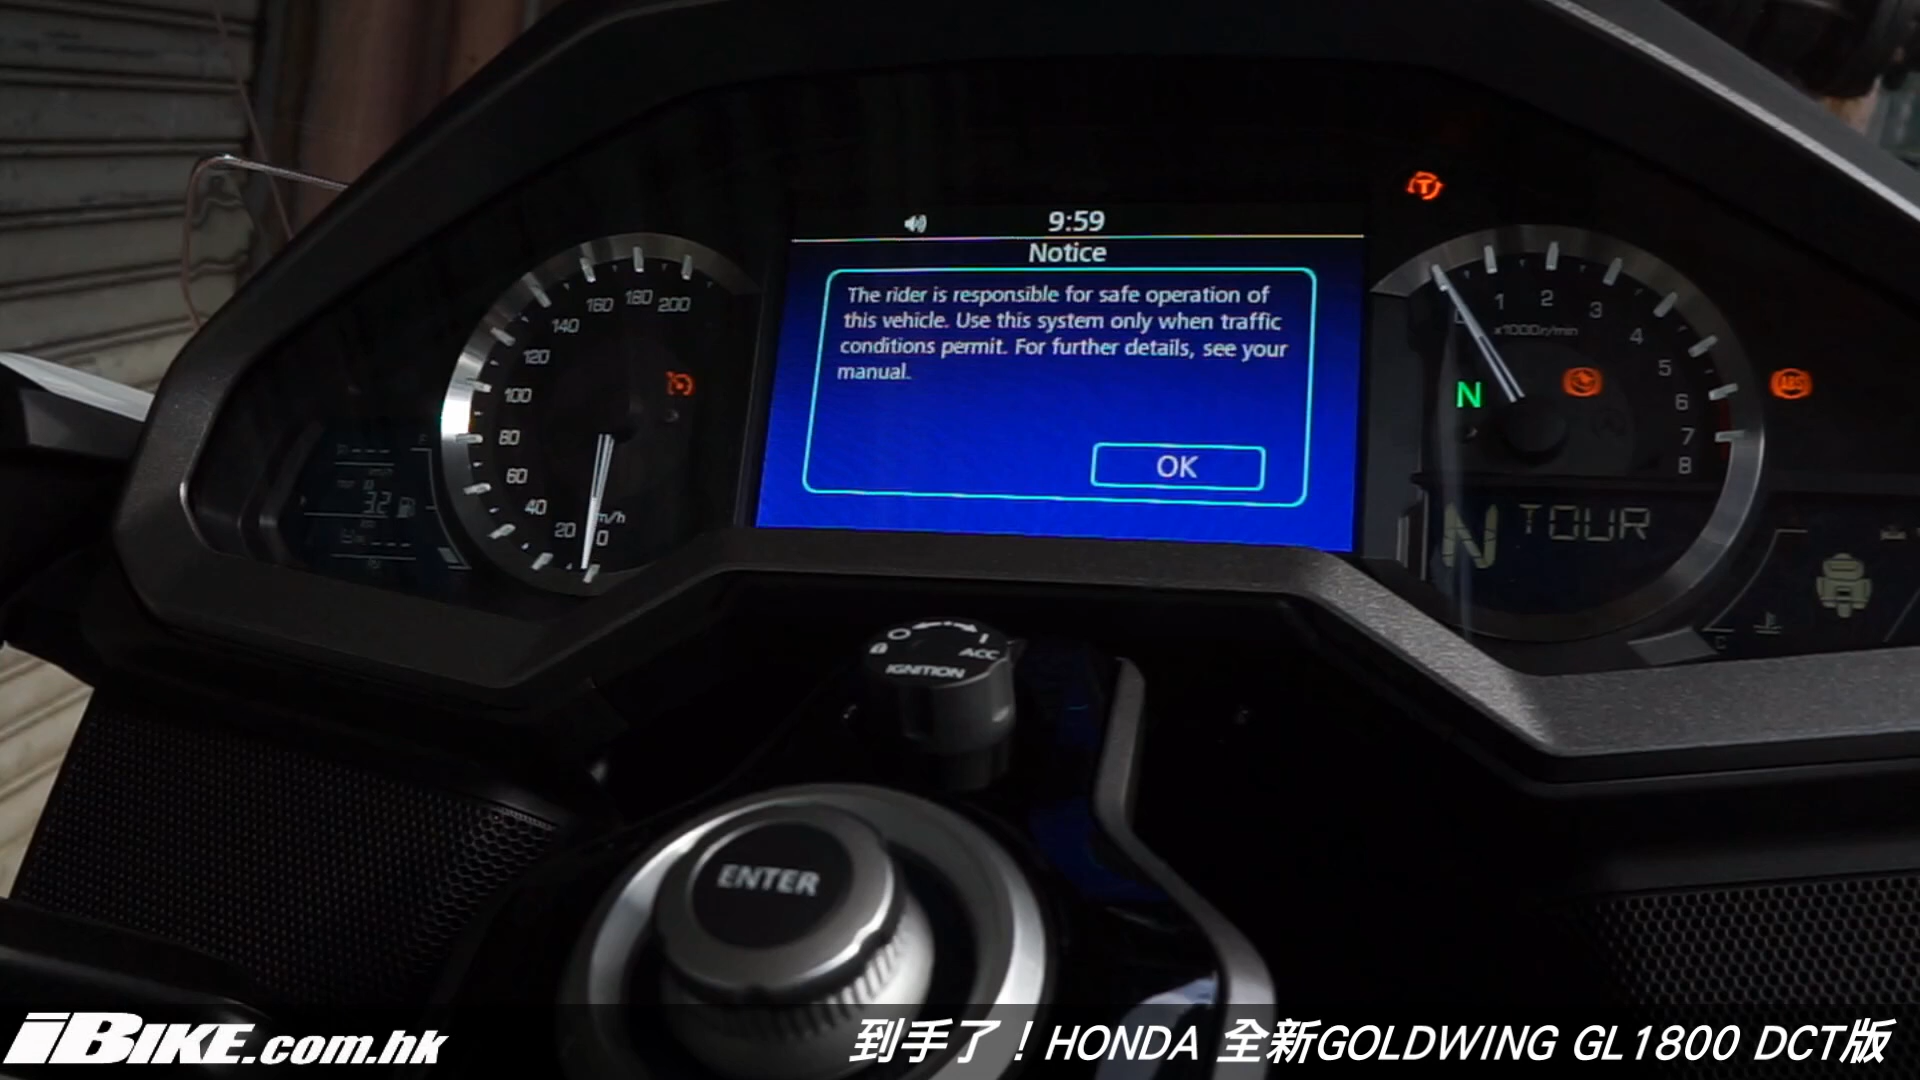 9:59
Notice
The rider is responsible for safe operation of
this vehicle. Use this system only when traffic
conditions permit. For further details, see your
manual.
OK
200
180
160
140
120
100
80
60
40
20
0
1
2
3
4
5
6
7
8
x1000r/min
N
ABS
N TOUR
32
ACC
IGNITION
ENTER
iBIKE.com.hk
到手了！HONDA 全新GOLDWING GL1800 DCT版